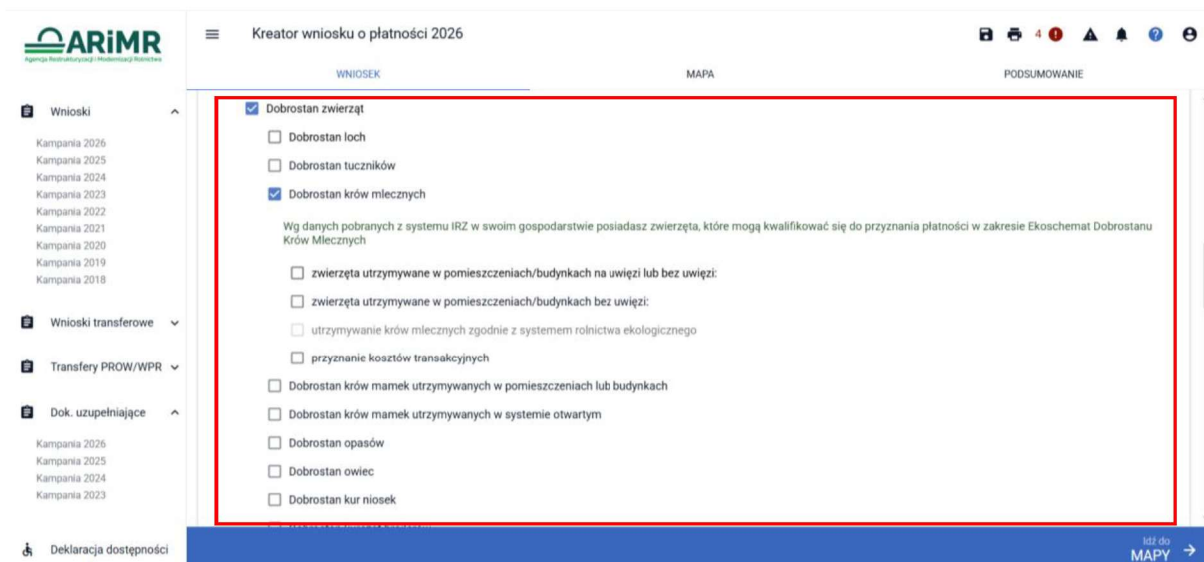 ARiMR
Agencja Restrukturyzacji i Modernizacji Rolnictwa
Kreator wniosku o płatności 2026
4
WNIOSEK
MAPA
PODSUMOWANIE
Wnioski
Kampania 2026
Kampania 2025
Kampania 2024
Kampania 2023
Kampania 2022
Kampania 2021
Kampania 2020
Kampania 2019
Kampania 2018
Wnioski transferowe
Transfery PROW/WPR
Dok. uzupełniające
Kampania 2026
Kampania 2025
Kampania 2024
Kampania 2023
Deklaracja dostępności
Dobrostan zwierząt
Dobrostan loch
Dobrostan tuczników
Dobrostan krów mlecznych
Wg danych pobranych z systemu IRZ w swoim gospodarstwie posiadasz zwierzęta, które mogą kwalifikować się do przyznania płatności w zakresie Ekoschemat Dobrostanu
Krów Mlecznych
zwierzęta utrzymywane w pomieszczeniach/budynkach na uwięzi lub bez uwięzi:
zwierzęta utrzymywane w pomieszczeniach/budynkach bez uwięzi:
utrzymywanie krów mlecznych zgodnie z systemem rolnictwa ekologicznego
przyznanie kosztów transakcyjnych
Dobrostan krów mamek utrzymywanych w pomieszczeniach lub budynkach
Dobrostan krów mamek utrzymywanych w systemie otwartym
Dobrostan opasów
Dobrostan owiec
Dobrostan kur niosek
Idź do
MAPY